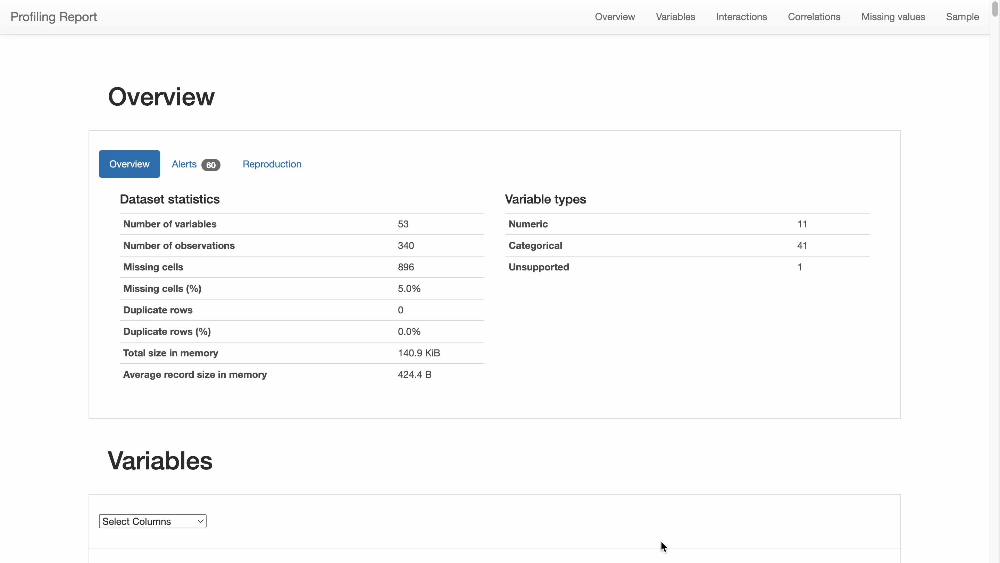 Profiling Report
Overview Variables Interactions Correlations Missing values Sample
Overview
Overview Alerts 60 Reproduction
Dataset statistics
Number of variables 53
Number of observations 340
Missing cells 896
Missing cells (%) 5.0%
Duplicate rows 0
Duplicate rows (%) 0.0%
Total size in memory 140.9 KiB
Average record size in memory 424.4 B
Variable types
Numeric 11
Categorical 41
Unsupported 1
Variables
Select Columns